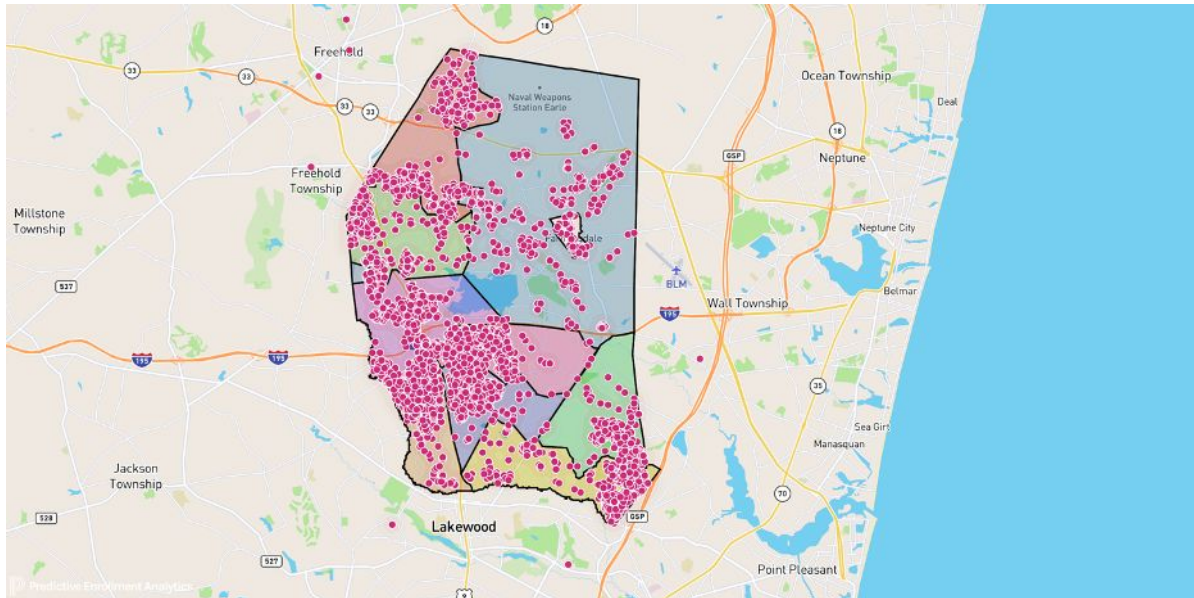 18
Freehold
33
33
33
33
Ocean Township
Naval Weapons
Station Earle
Deal
18
GSP
Neptune
Freehold
Township
Millstone
Township
Neptune City
BLM
527
Belmar
Wall Township
195
195
195
35
Sea Girt
Manasquan
Jackson
Township
70
528
Lakewood
GSP
527
Point Pleasant
Predictive Enrollment Analytics
9